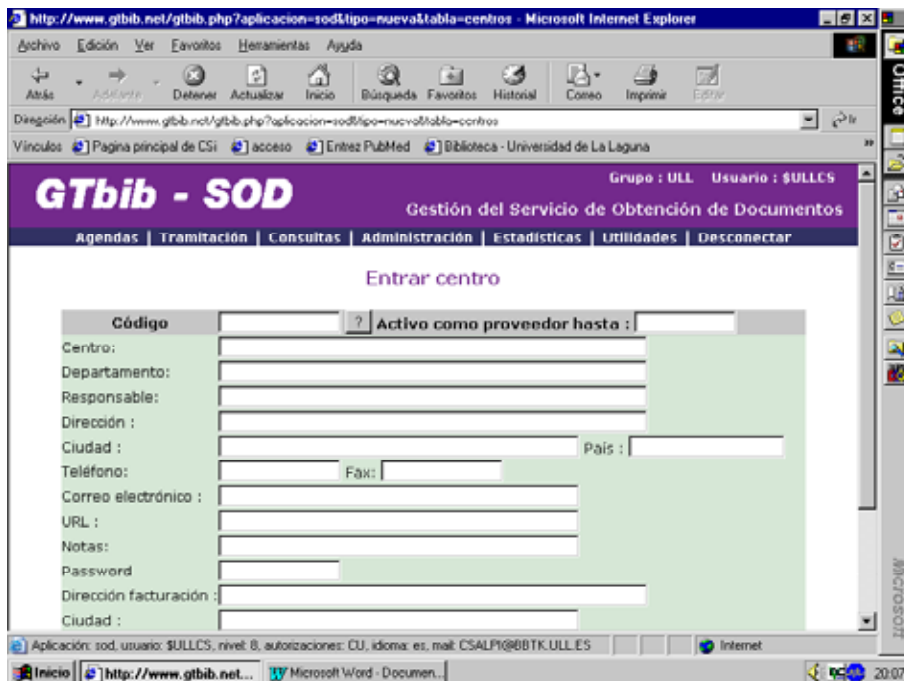 http://www.gtbib.net/gtbib.php?aplicacion=sod&tipo=nueva&tabla=centros - Microsoft Internet Explorer
Archivo Edición Ver Favoritos Herramientas Ayuda
Atrás Adelante Detener Actualizar Inicio Búsqueda Favoritos Historial Correo Imprimir Editar
Dirección http://www.gtbib.net/gtbib.php?aplicacion=sod&tipo=nueva&tabla=centros Ir
Vínculos Pagina principal de CSi acceso Entrez PubMed Biblioteca - Universidad de La Laguna »
GTbib - SOD
Grupo : ULL Usuario : $ULLCS
Gestión del Servicio de Obtención de Documentos
Agendas | Tramitación | Consultas | Administración | Estadísticas | Utilidades | Desconectar
Entrar centro
Código ? Activo como proveedor hasta :
Centro:
Departamento:
Responsable:
Dirección :
Ciudad : País :
Teléfono: Fax:
Correo electrónico :
URL :
Notas:
Password
Dirección facturación :
Ciudad :
Aplicación: sod, usuario: $ULLCS, nivel: 8, autorizaciones: CU, idioma: es, mail: CSALPI@BBTK.ULL.ES Internet
Inicio http://www.gtbib.net... Microsoft Word - Documen... 20:07
Office
Microsoft